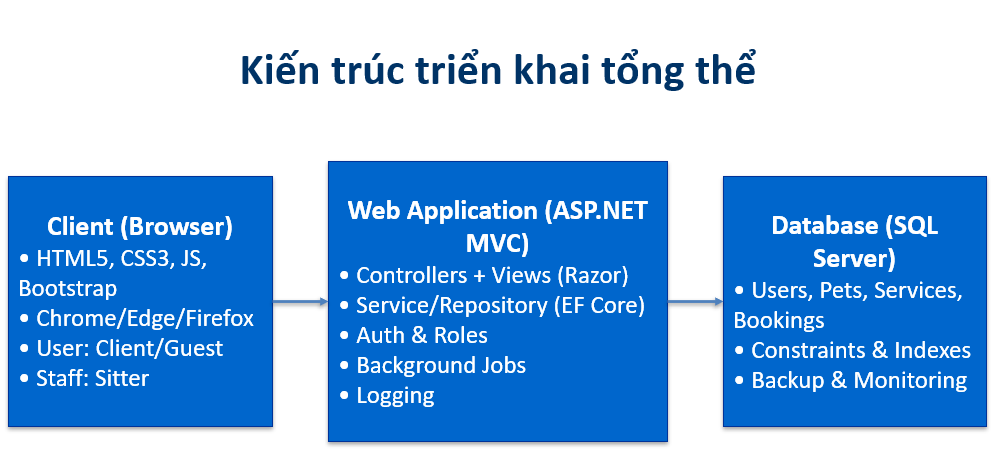 Kiến trúc triển khai tổng thể
Client (Browser)
• HTML5, CSS3, JS,
Bootstrap
• Chrome/Edge/Firefox
• User: Client/Guest
• Staff: Sitter
Web Application (ASP.NET
MVC)
• Controllers + Views (Razor)
• Service/Repository (EF Core)
• Auth & Roles
• Background Jobs
• Logging
Database (SQL
Server)
• Users, Pets, Services,
Bookings
• Constraints & Indexes
• Backup & Monitoring